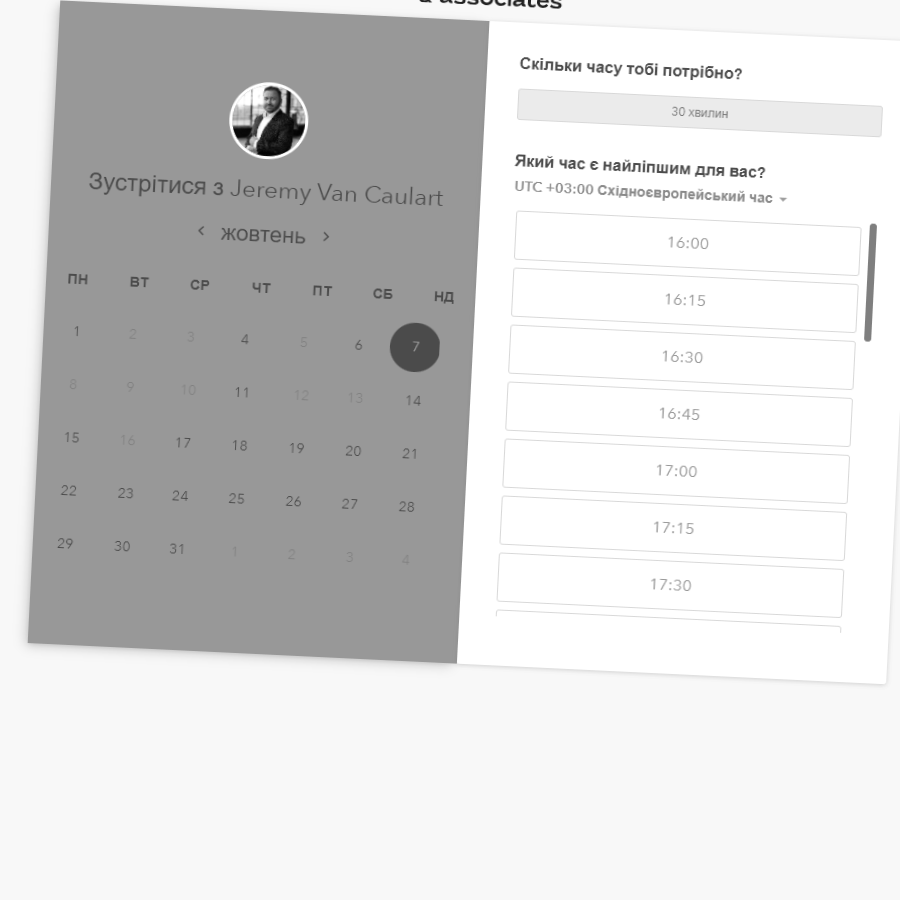 & associates
Зустрітися з Jeremy Van Caulart
жовтень
ПН ВТ СР ЧТ ПТ СБ НД
1 2 3 4 5 6 7
8 9 10 11 12 13 14
15 16 17 18 19 20 21
22 23 24 25 26 27 28
29 30 31 1 2 3 4
Скільки часу тобі потрібно?
30 хвилин
Який час є найліпшим для вас?
UTC +03:00 Східноєвропейський час
16:00
16:15
16:30
16:45
17:00
17:15
17:30